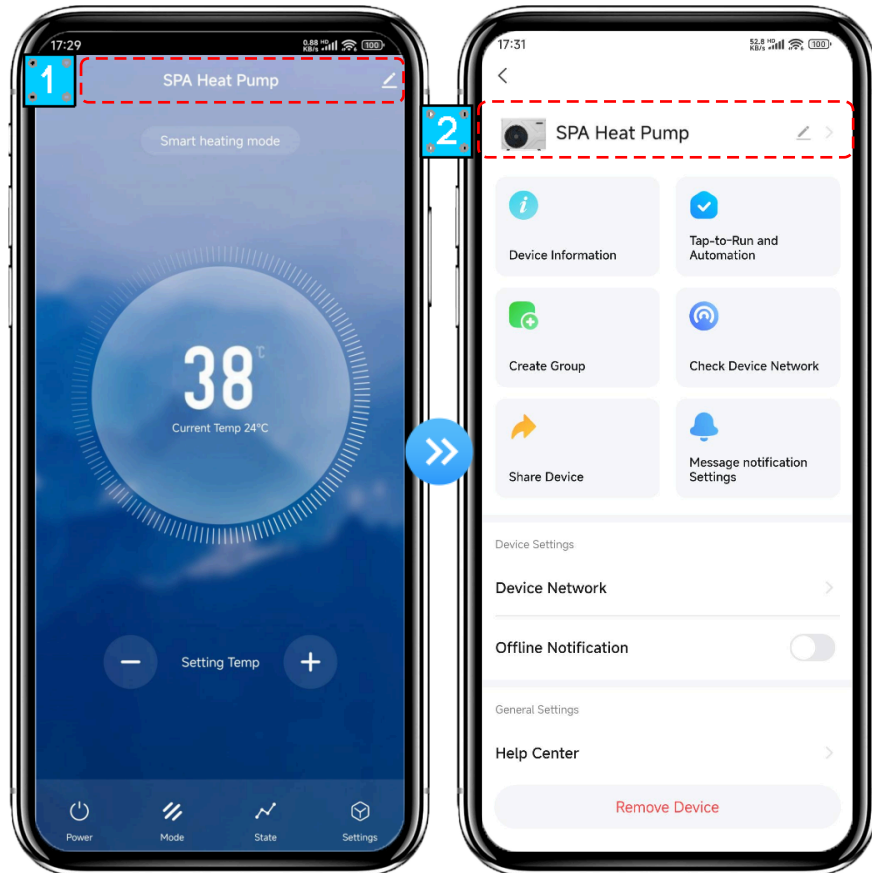 17:29
0.88 KB/s HD 100
1
SPA Heat Pump
Smart heating mode
38℃
Current Temp 24℃
Setting Temp
Power
Mode
State
Settings
17:31
52.8 KB/s HD 100
2
SPA Heat Pump
Device Information
Tap-to-Run and
Automation
Create Group
Check Device Network
Share Device
Message notification
Settings
Device Settings
Device Network
Offline Notification
General Settings
Help Center
Remove Device